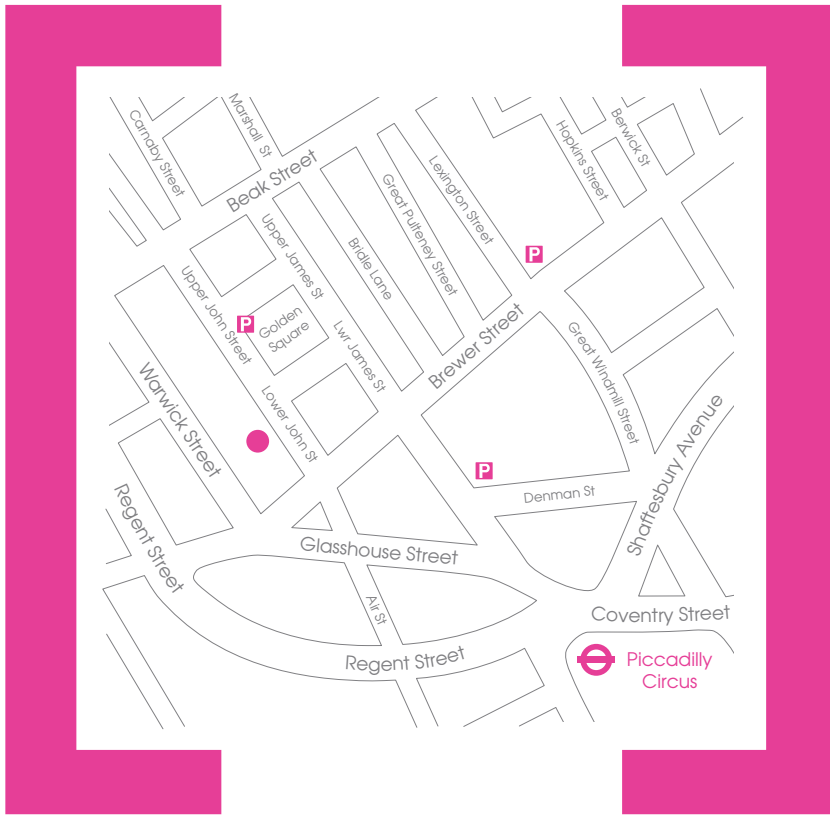 Carnaby Street
Marshall St
Beak Street
Hopkins Street
Berwick St
Lexington Street
Great Pulteney Street
Bridle Lane
Upper James St
Upper John Street
P
P
Golden
Square
Lwr James St
Brewer Street
Great Windmill Street
Warwick Street
Lower John St
Shaftesbury Avenue
P
Denman St
Regent Street
Glasshouse Street
Air St
Coventry Street
Regent Street
Piccadilly
Circus